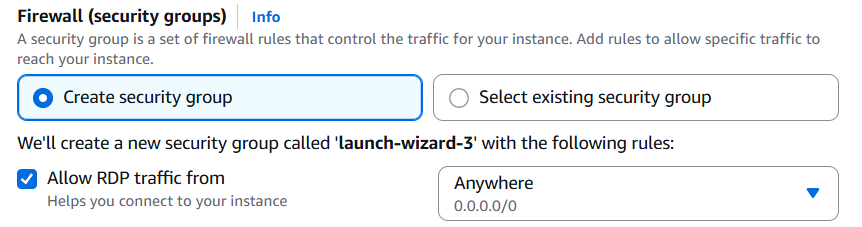 Firewall (security groups) Info
A security group is a set of firewall rules that control the traffic for your instance. Add rules to allow specific traffic to
reach your instance.
Create security group
Select existing security group
We'll create a new security group called 'launch-wizard-3' with the following rules:
Allow RDP traffic from
Helps you connect to your instance
Anywhere
0.0.0.0/0